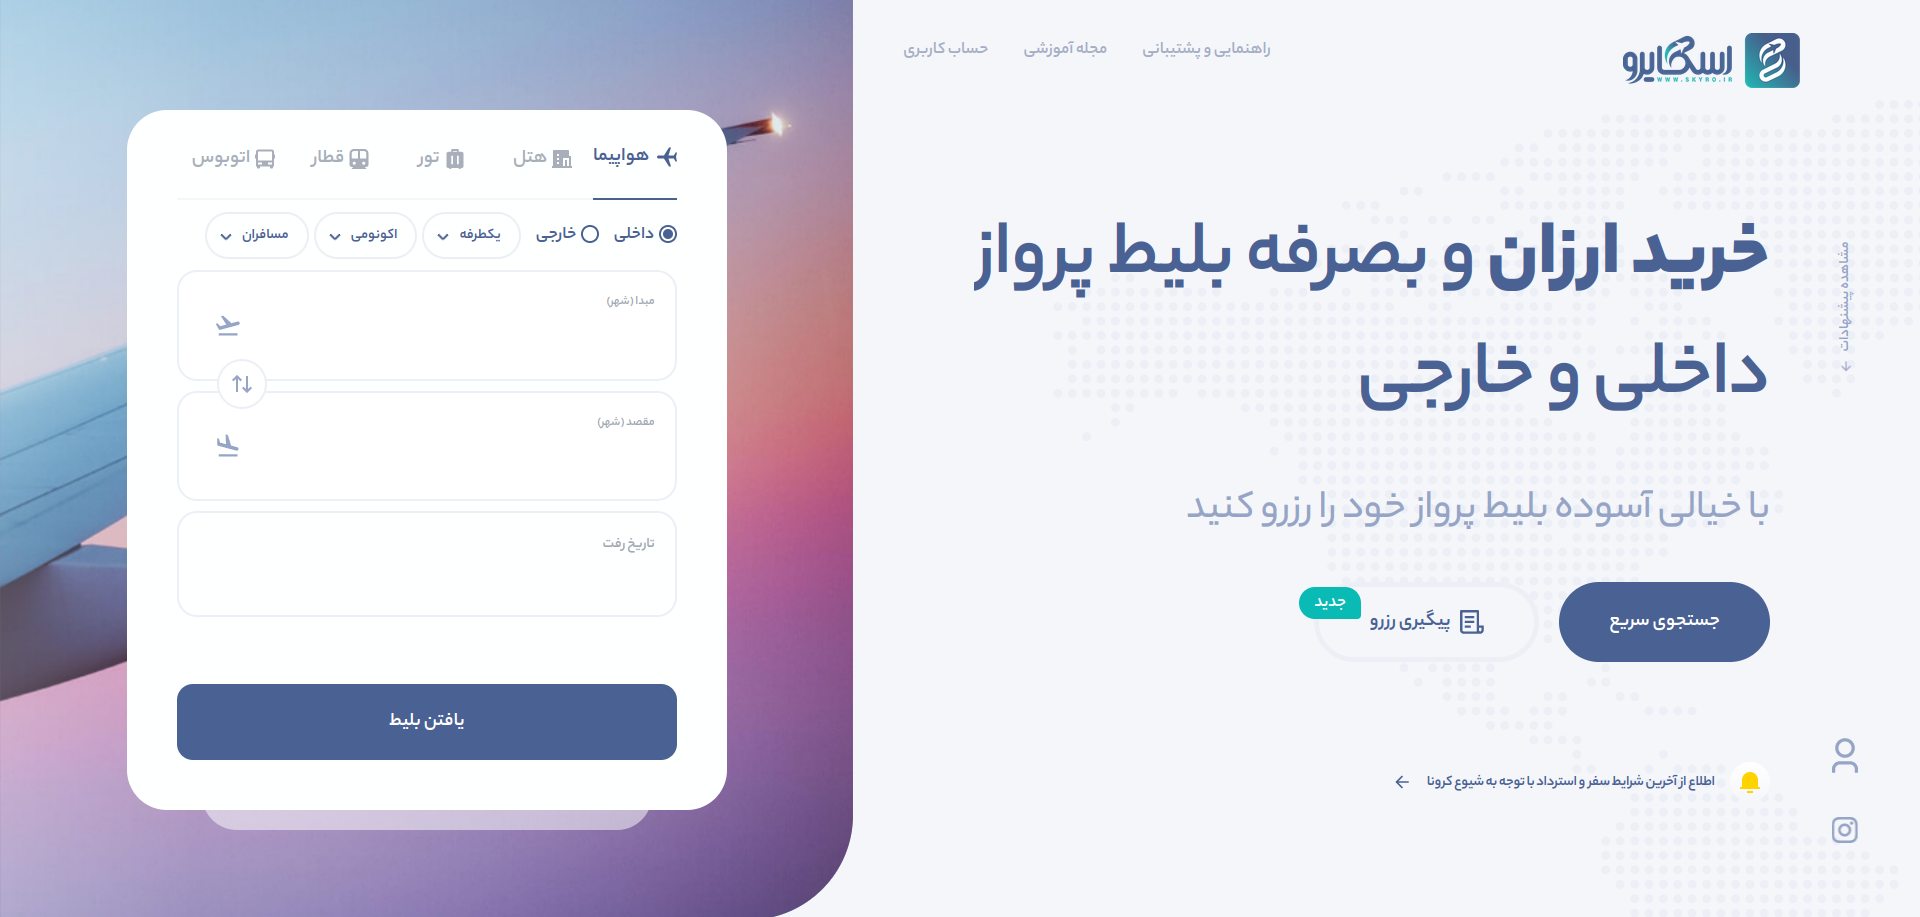 اسکایرو
WWW.SKYRO.IR
راهنمایی و پشتیبانی
مجله آموزشی
حساب کاربری
خرید ارزان و بصرفه بلیط پرواز
داخلی و خارجی
با خیالی آسوده بلیط پرواز خود را رزرو کنید
جستجوی سریع
پیگیری رزرو
جدید
اطلاع از آخرین شرایط سفر و استرداد با توجه به شیوع کرونا
مشاهده پیشنهادات
هواپیما
هتل
تور
قطار
اتوبوس
داخلی
خارجی
یکطرفه
اکونومی
مسافران
مبدا (شهر)
مقصد (شهر)
تاریخ رفت
یافتن بلیط